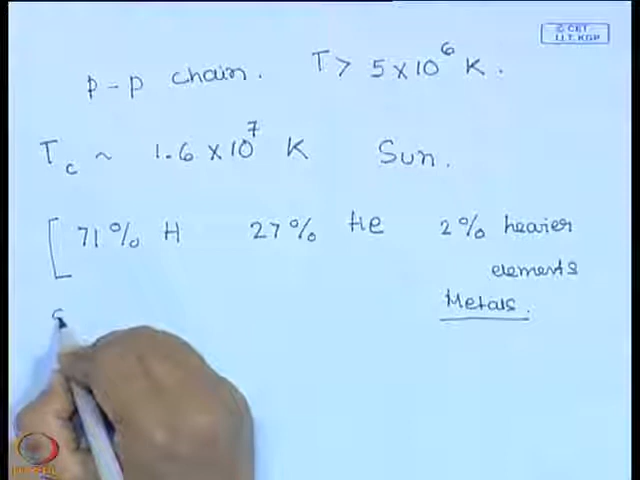 © CET
I.I.T. KGP
p-p chain. T > 5×10⁶ K.
T_c ~ 1.6×10⁷ K Sun.
[71% H 27% He 2% heavier
elements
Metals.